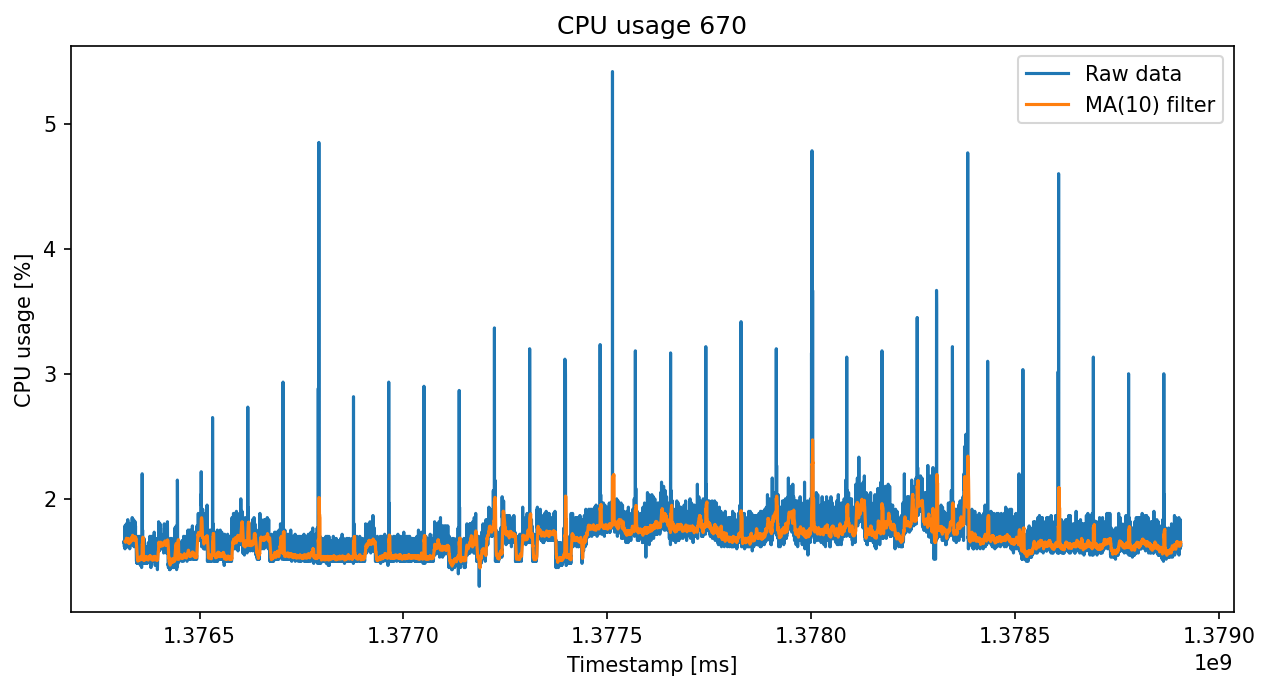 CPU usage 670
Raw data
MA(10) filter
CPU usage [%]
5
4
3
2
1.3765 1.3770 1.3775 1.3780 1.3785 1.3790
1e9
Timestamp [ms]